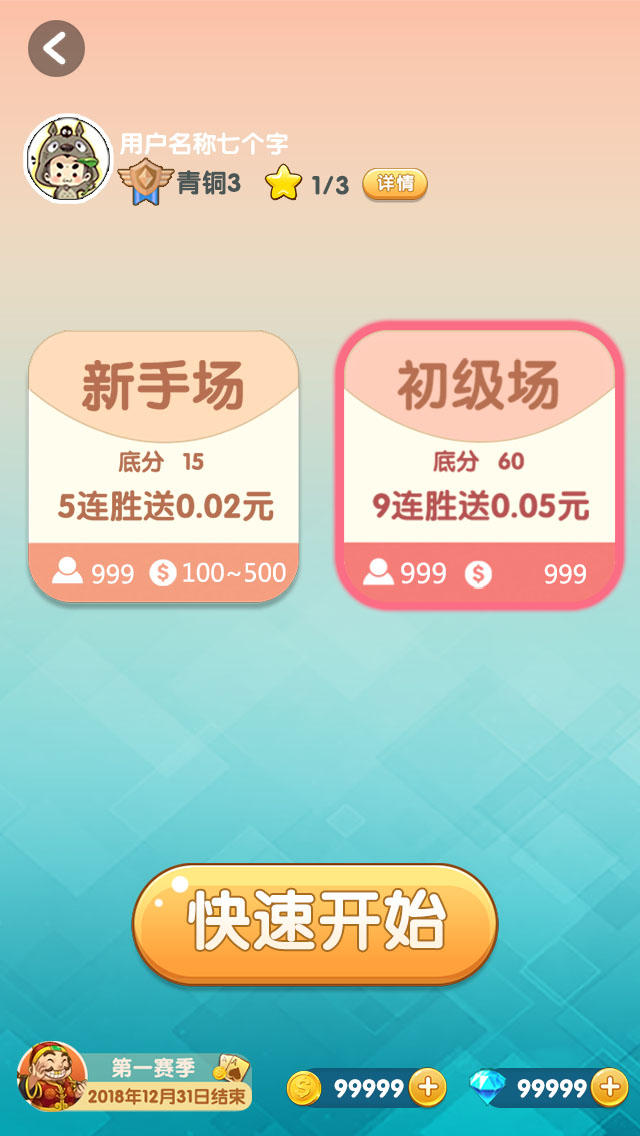 用户名称七个字
青铜3 1/3 详情
新手场
底分 15
5连胜送0.02元
999 100~500
初级场
底分 60
9连胜送0.05元
999 999
快速开始
第一赛季
2018年12月31日结束
99999 99999